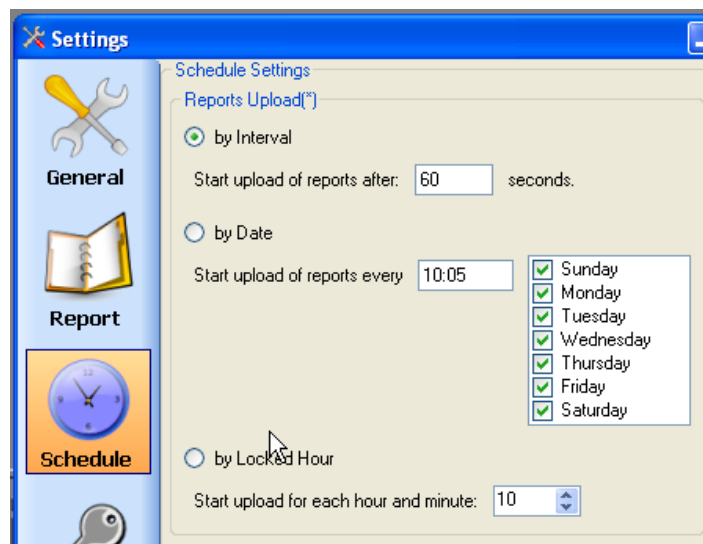 Settings
General
Report
Schedule
Schedule Settings
Reports Upload(*)
by Interval
Start upload of reports after: 60 seconds.
by Date
Start upload of reports every 10:05
Sunday
Monday
Tuesday
Wednesday
Thursday
Friday
Saturday
by Locked Hour
Start upload for each hour and minute: 10